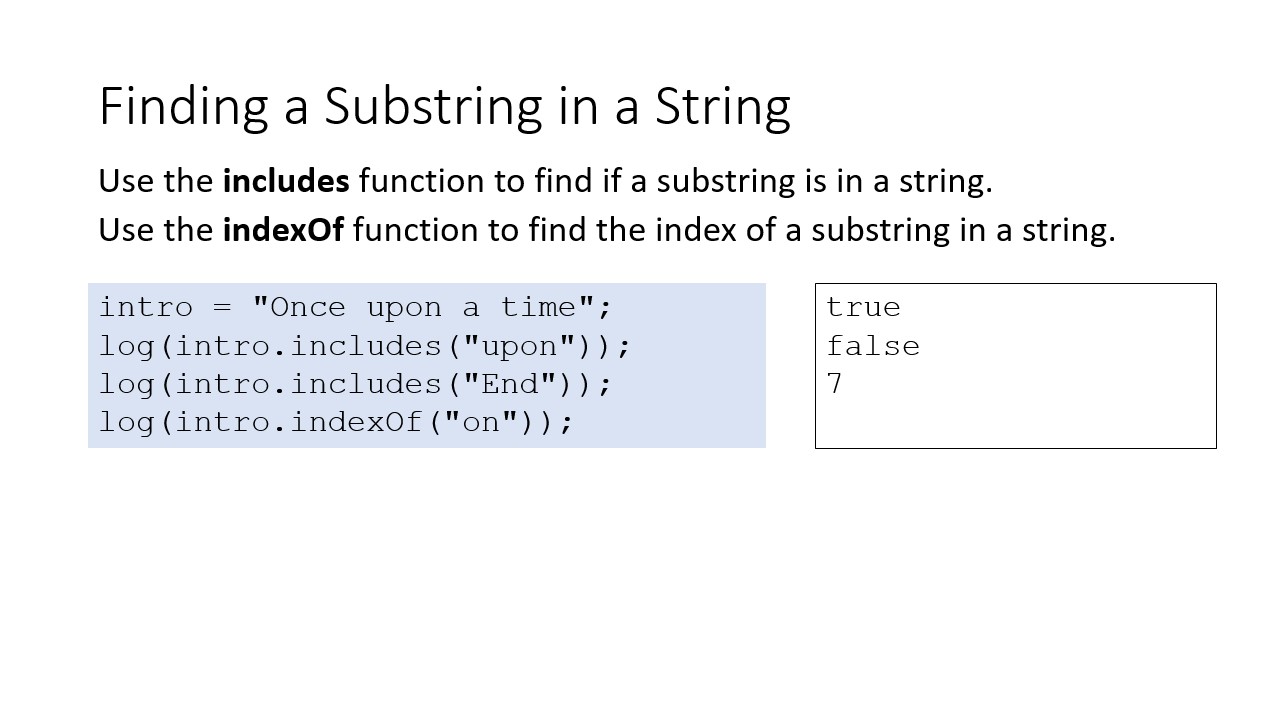 Finding a Substring in a String
Use the includes function to find if a substring is in a string.
Use the indexOf function to find the index of a substring in a string.
intro = "Once upon a time";
log(intro.includes("upon"));
log(intro.includes("End"));
log(intro.indexOf("on"));
true
false
7